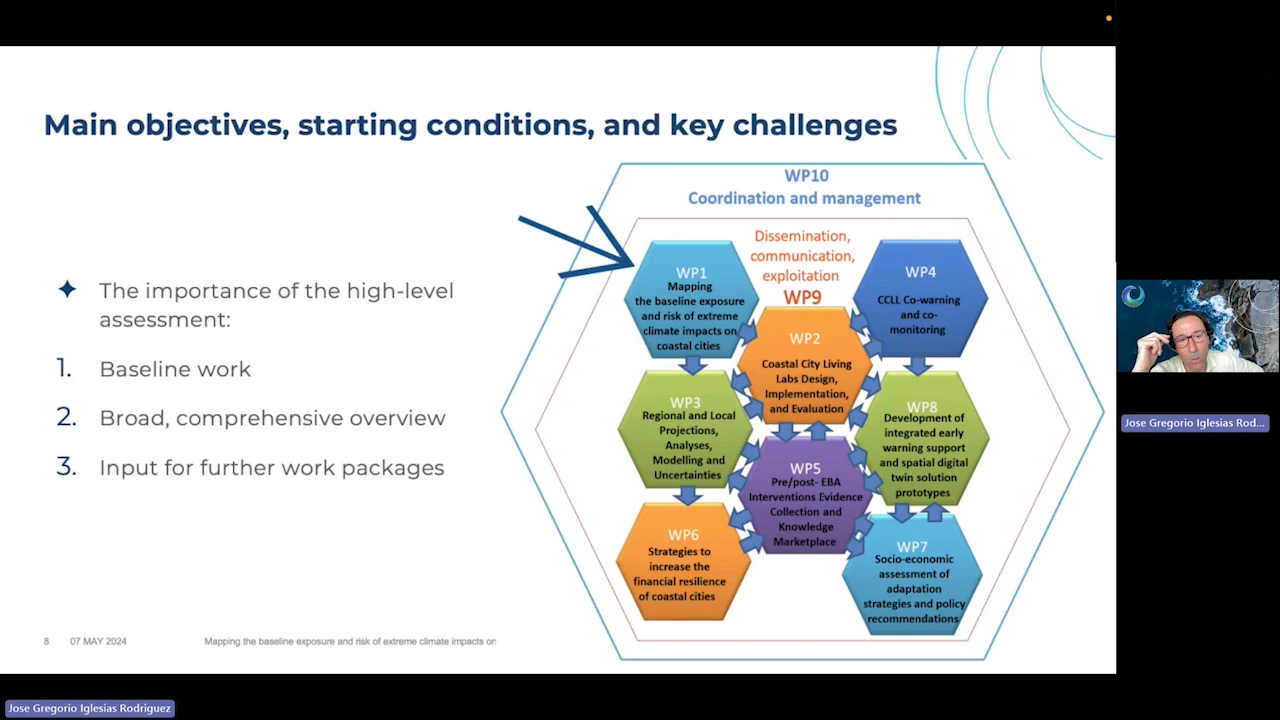 Main objectives, starting conditions, and key challenges
The importance of the high-level
assessment:
1. Baseline work
2. Broad, comprehensive overview
3. Input for further work packages
WP10
Coordination and management
Dissemination,
communication,
exploitation
WP9
WP1
Mapping
the baseline exposure
and risk of extreme
climate impacts on
coastal cities
WP4
CCLL Co-warning
and co-
monitoring
WP2
Coastal City Living
Labs Design,
Implementation,
and Evaluation
WP3
Regional and Local
Projections,
Analyses,
Modelling and
Uncertainties
WP8
Development of
integrated early
warning support
and spatial digital
twin solution
prototypes
WP5
Pre/post- EBA
Interventions Evidence
Collection and
Knowledge
Marketplace
WP6
Strategies to
increase the
financial resilience
of coastal cities
WP7
Socio-economic
assessment of
adaptation
strategies and policy
recommendations
8 07 MAY 2024 Mapping the baseline exposure and risk of extreme climate impacts on
Jose Gregorio Iglesias Rod...
Jose Gregorio Iglesias Rodriguez